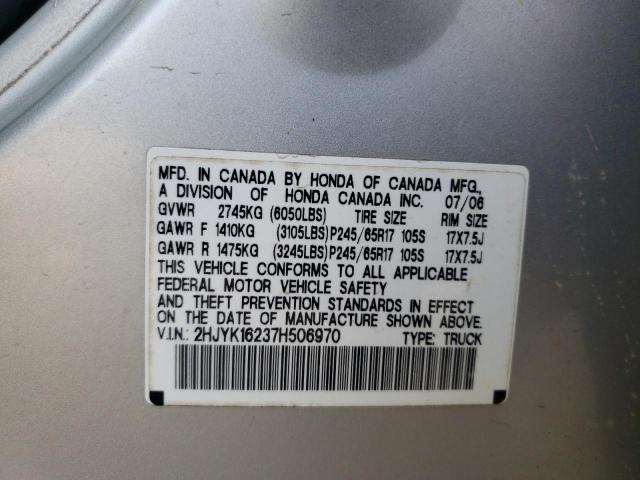 MFD. IN CANADA BY HONDA OF CANADA MFG.,
A DIVISION OF HONDA CANADA INC. 07/06
GVWR 2745KG (6050LBS) TIRE SIZE RIM SIZE
GAWR F 1410KG (3105LBS) P245/65R17 105S 17X7.5J
GAWR R 1475KG (3245LBS) P245/65R17 105S 17X7.5J
THIS VEHICLE CONFORMS TO ALL APPLICABLE
FEDERAL MOTOR VEHICLE SAFETY
AND THEFT PREVENTION STANDARDS IN EFFECT
ON THE DATE OF MANUFACTURE SHOWN ABOVE.
V.I.N.: 2HJYK16237H506970 TYPE: TRUCK